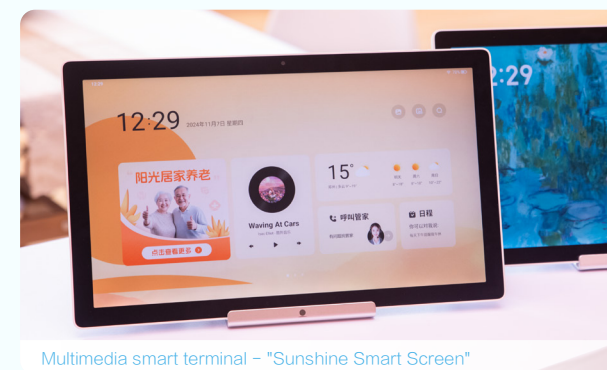 12:29
2024年11月7日 星期四
阳光居家养老
点击查看更多
Waving At Cars
15°
呼叫管家
日程
:29
Multimedia smart terminal – "Sunshine Smart Screen"